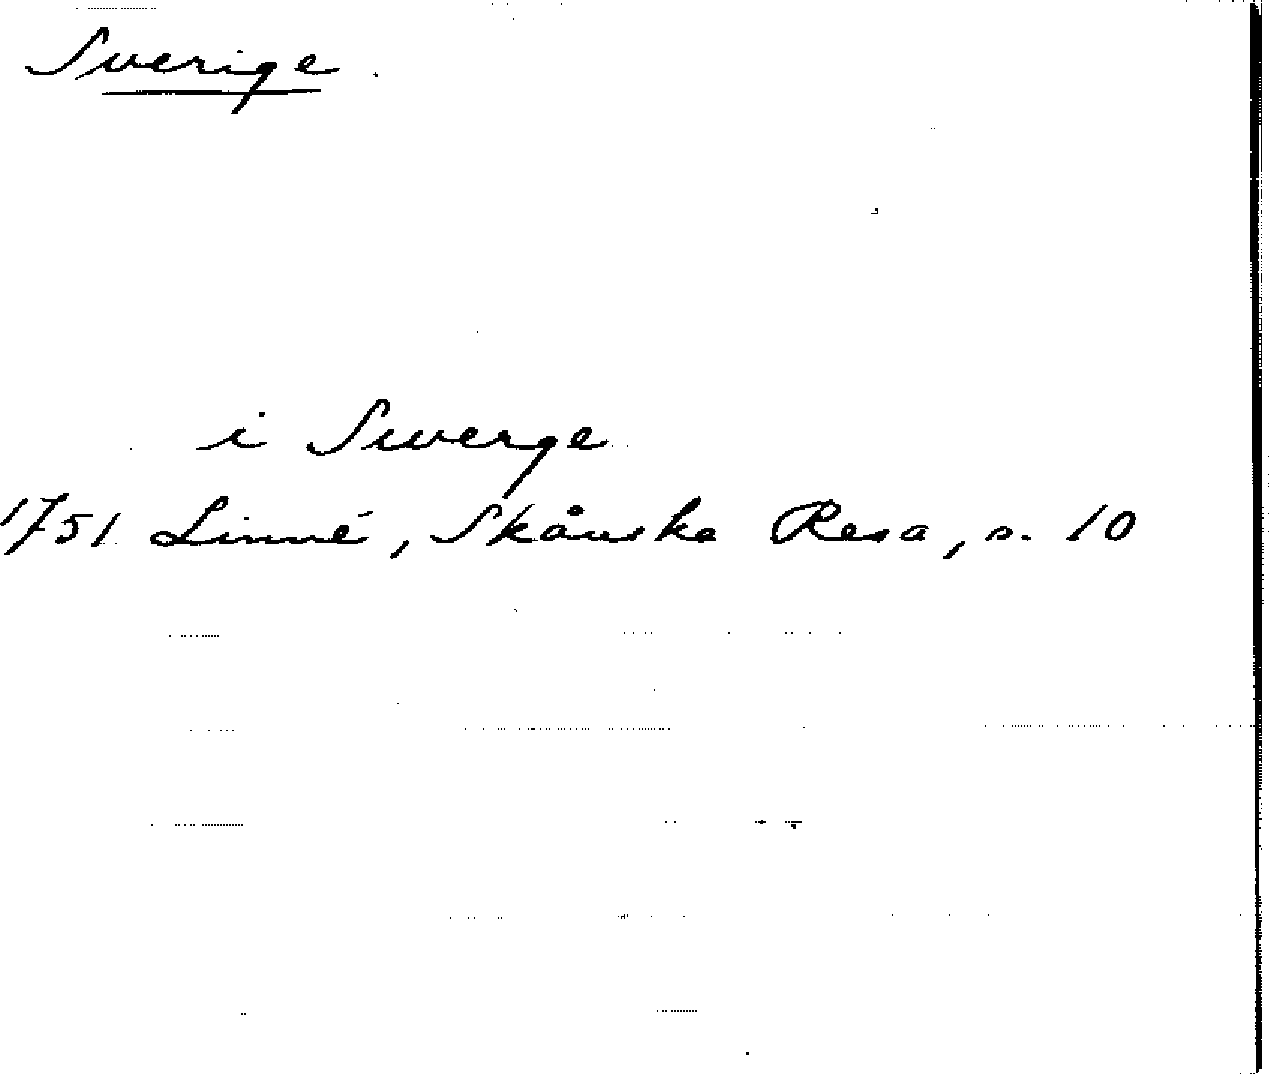 Sverige.
i Swerge
1751 Linné, Skånska Resa, s. 10